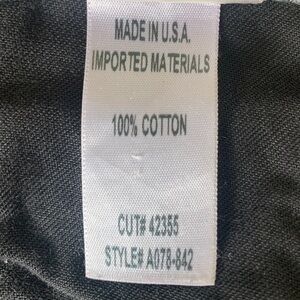 MADE IN U.S.A.
IMPORTED MATERIALS
100% COTTON
CUT# 42355
STYLE# A078-842